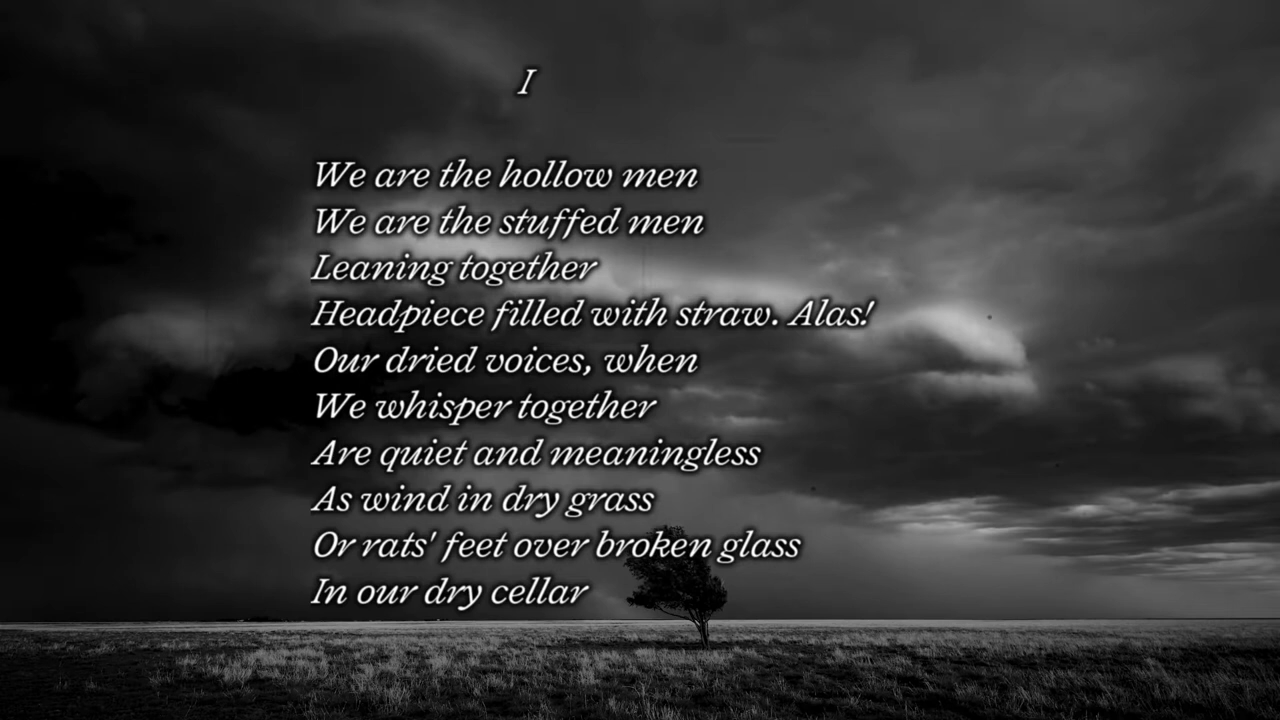 I
We are the hollow men
We are the stuffed men
Leaning together
Headpiece filled with straw. Alas!
Our dried voices, when
We whisper together
Are quiet and meaningless
As wind in dry grass
Or rats' feet over broken glass
In our dry cellar